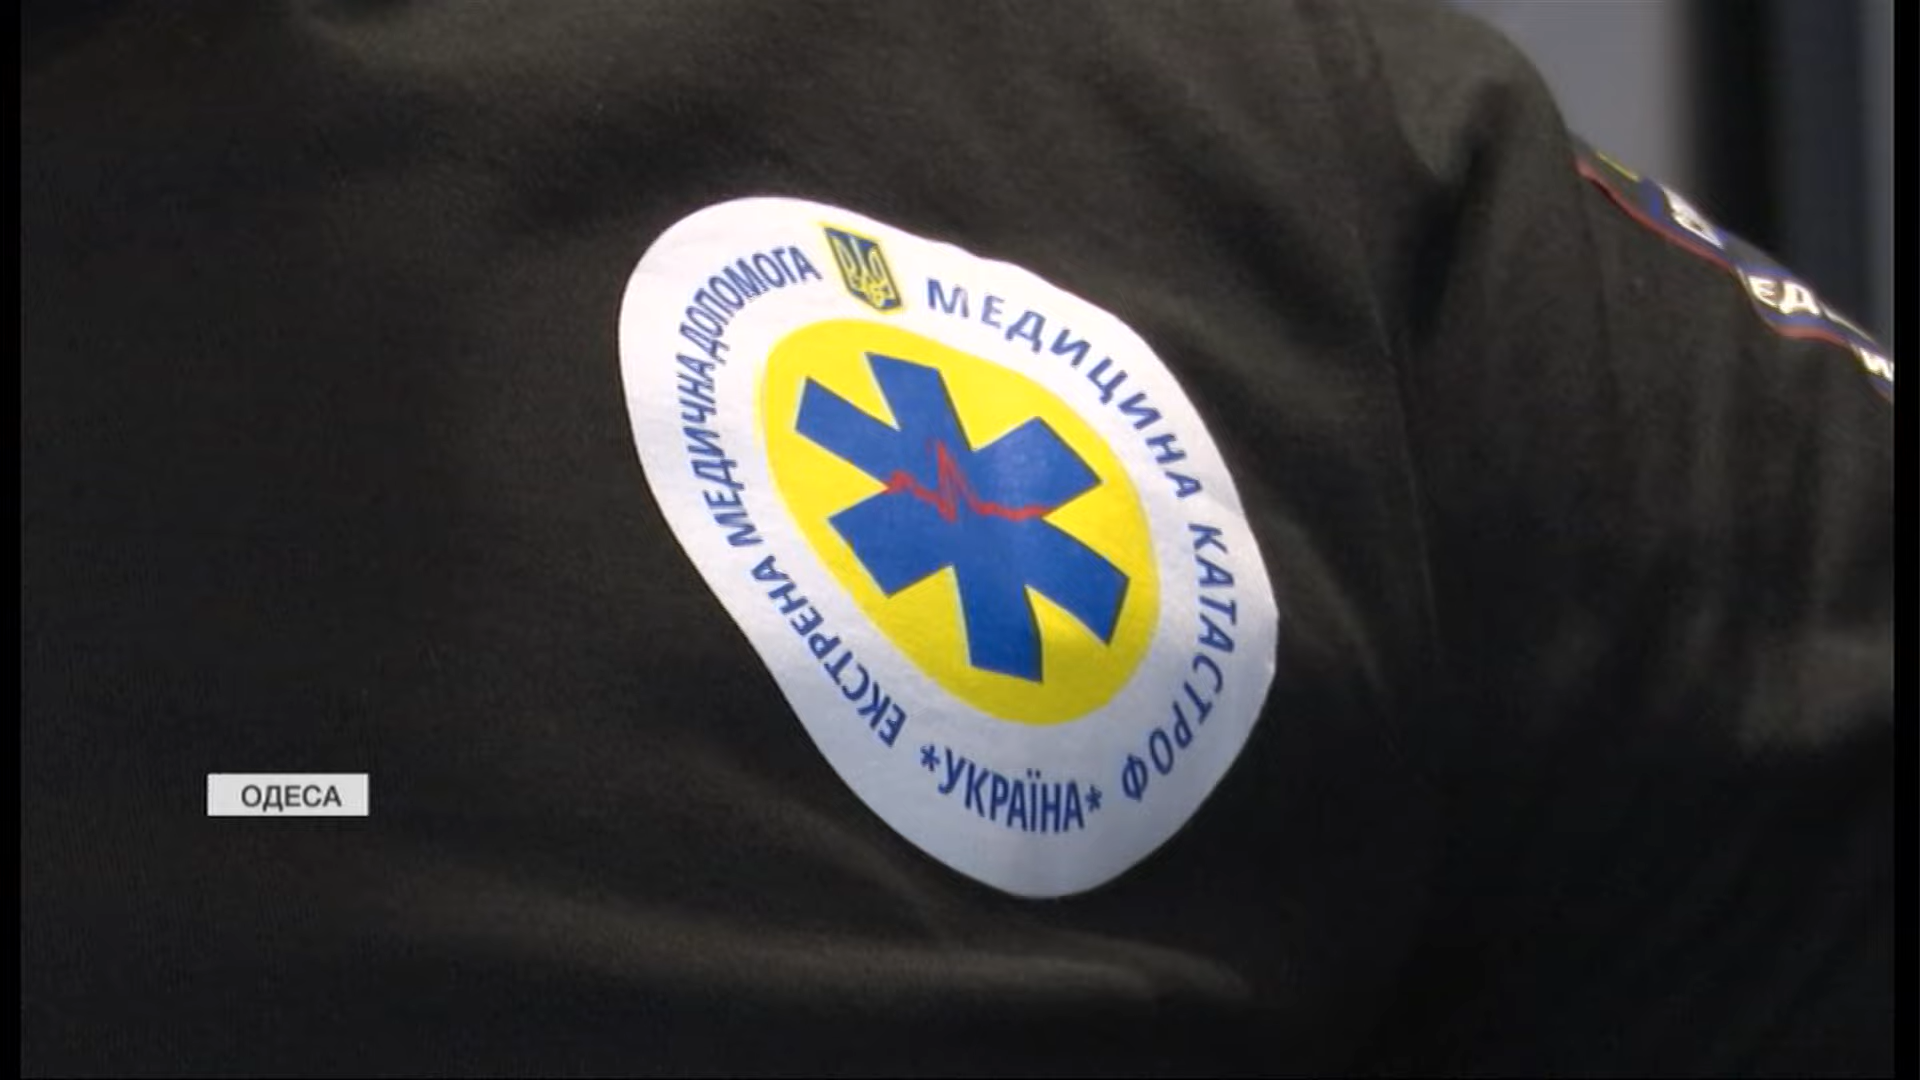 ЕКСТРЕНА МЕДИЧНА ДОПОМОГА
МЕДИЦИНА КАТАСТРОФ
*УКРАЇНА*
ОДЕСА